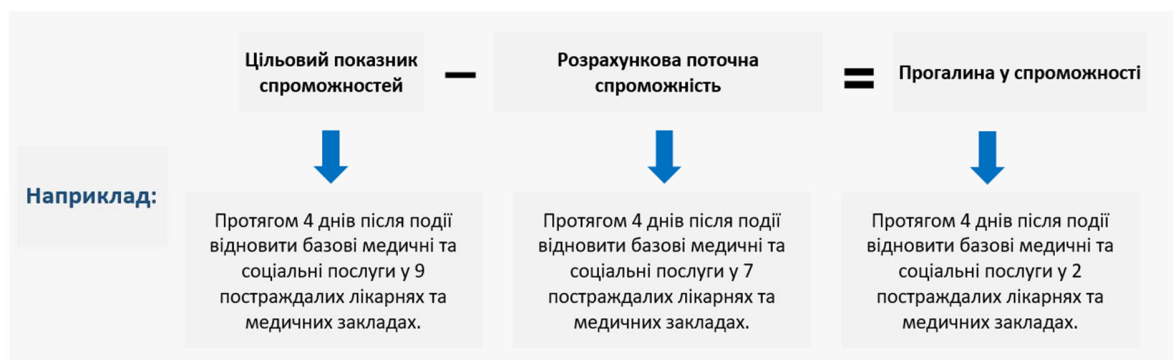 Цільовий показник
спроможностей
—
Розрахункова поточна
спроможність
=
Прогалина у спроможності
Наприклад:
Протягом 4 днів після події
відновити базові медичні та
соціальні послуги у 9
постраждалих лікарнях та
медичних закладах.
Протягом 4 днів після події
відновити базові медичні та
соціальні послуги у 7
постраждалих лікарнях та
медичних закладах.
Протягом 4 днів після події
відновити базові медичні та
соціальні послуги у 2
постраждалих лікарнях та
медичних закладах.